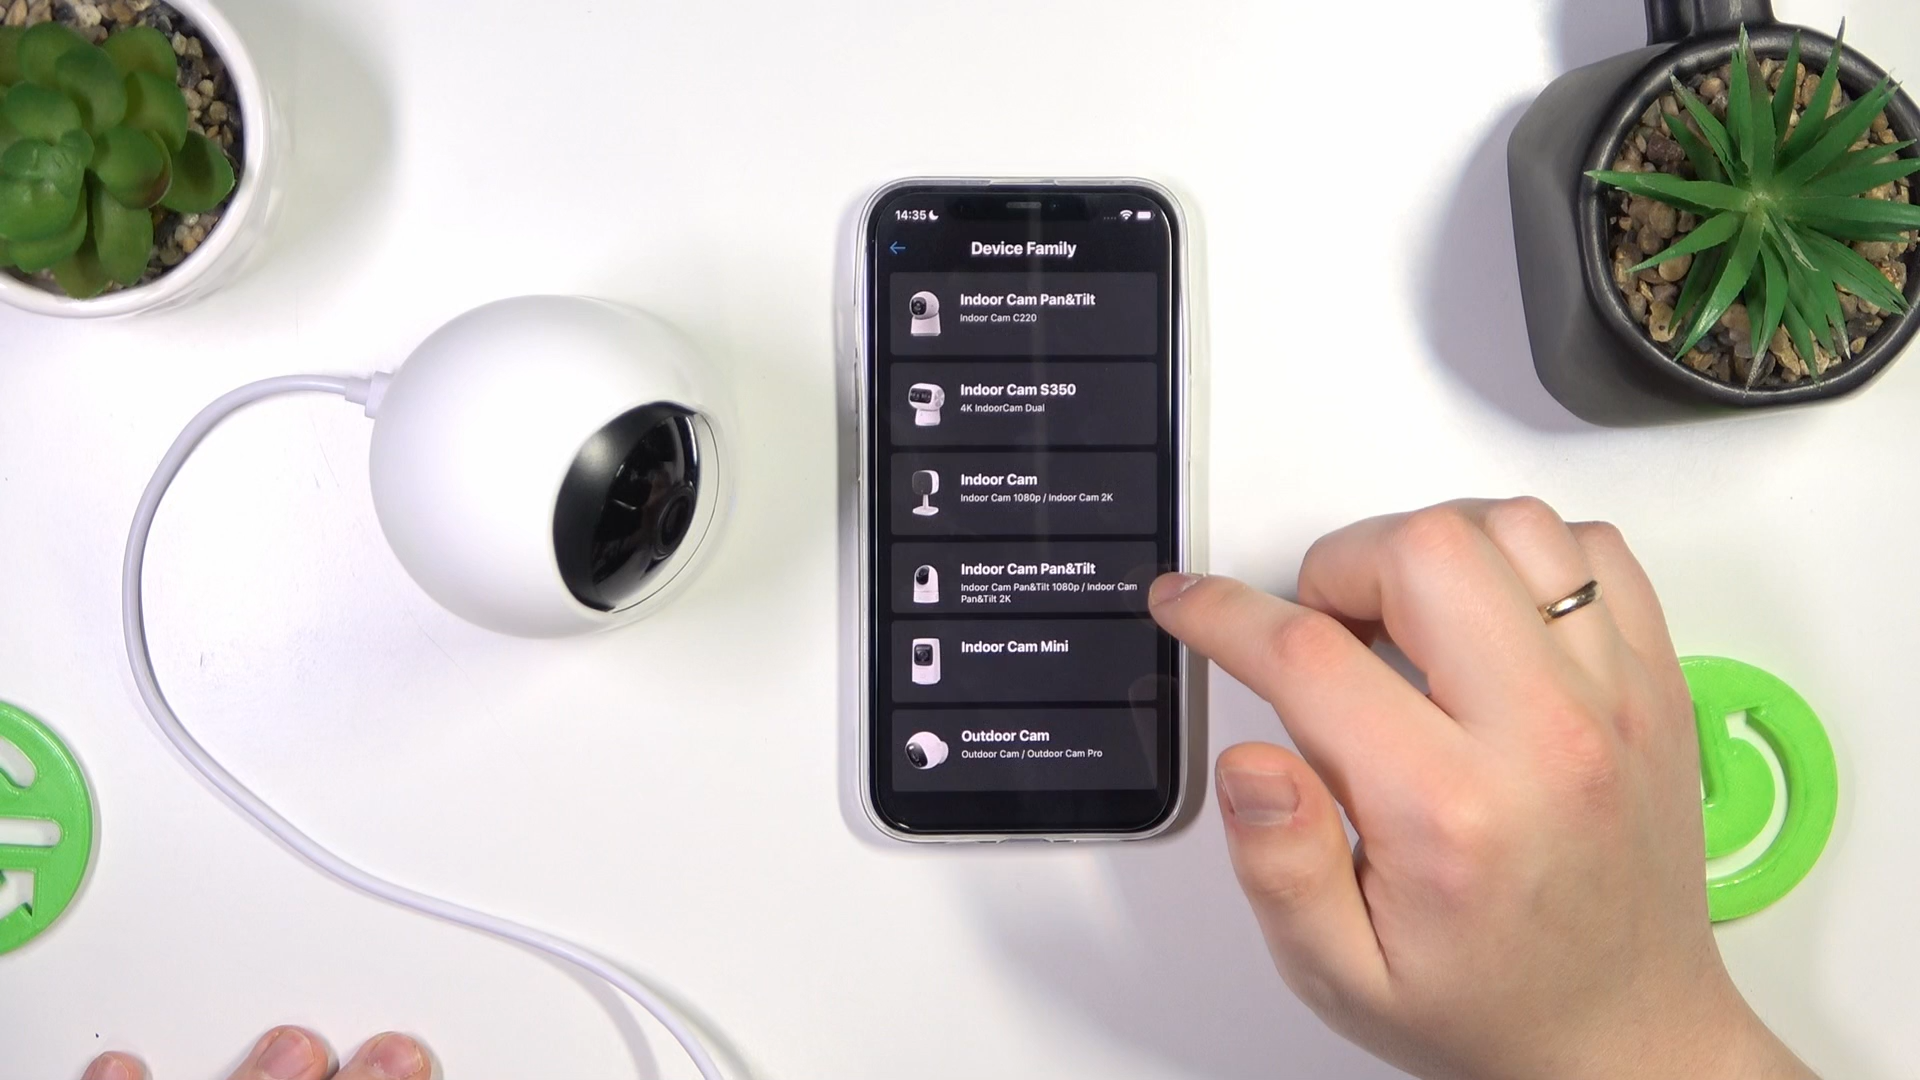 14:35
Device Family
Indoor Cam Pan&Tilt
Indoor Cam C220
Indoor Cam S350
4K IndoorCam Dual
Indoor Cam
Indoor Cam 1080p / Indoor Cam 2K
Indoor Cam Pan&Tilt
Indoor Cam Pan&Tilt 1080p / Indoor Cam
Pan&Tilt 2K
Indoor Cam Mini
Outdoor Cam
Outdoor Cam / Outdoor Cam Pro